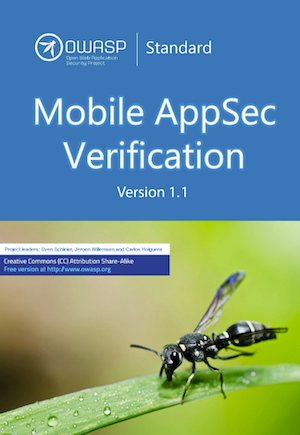 OWASP
Open Web Application
Security Project
Standard
Mobile AppSec
Verification
Version 1.1
Project leaders: Sven Schleier, Jeroen Willemsen and Carlos Holguera
Creative Commons (CC) Attribution Share-Alike
Free version at http://www.owasp.org